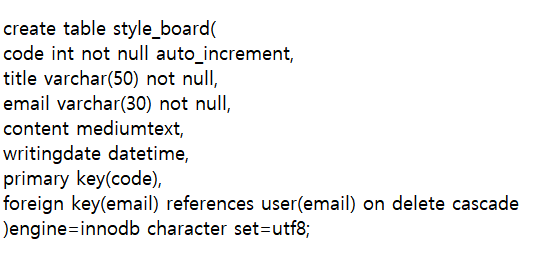 create table style_board(
code int not null auto_increment,
title varchar(50) not null,
email varchar(30) not null,
content mediumtext,
writingdate datetime,
primary key(code),
foreign key(email) references user(email) on delete cascade
)engine=innodb character set=utf8;